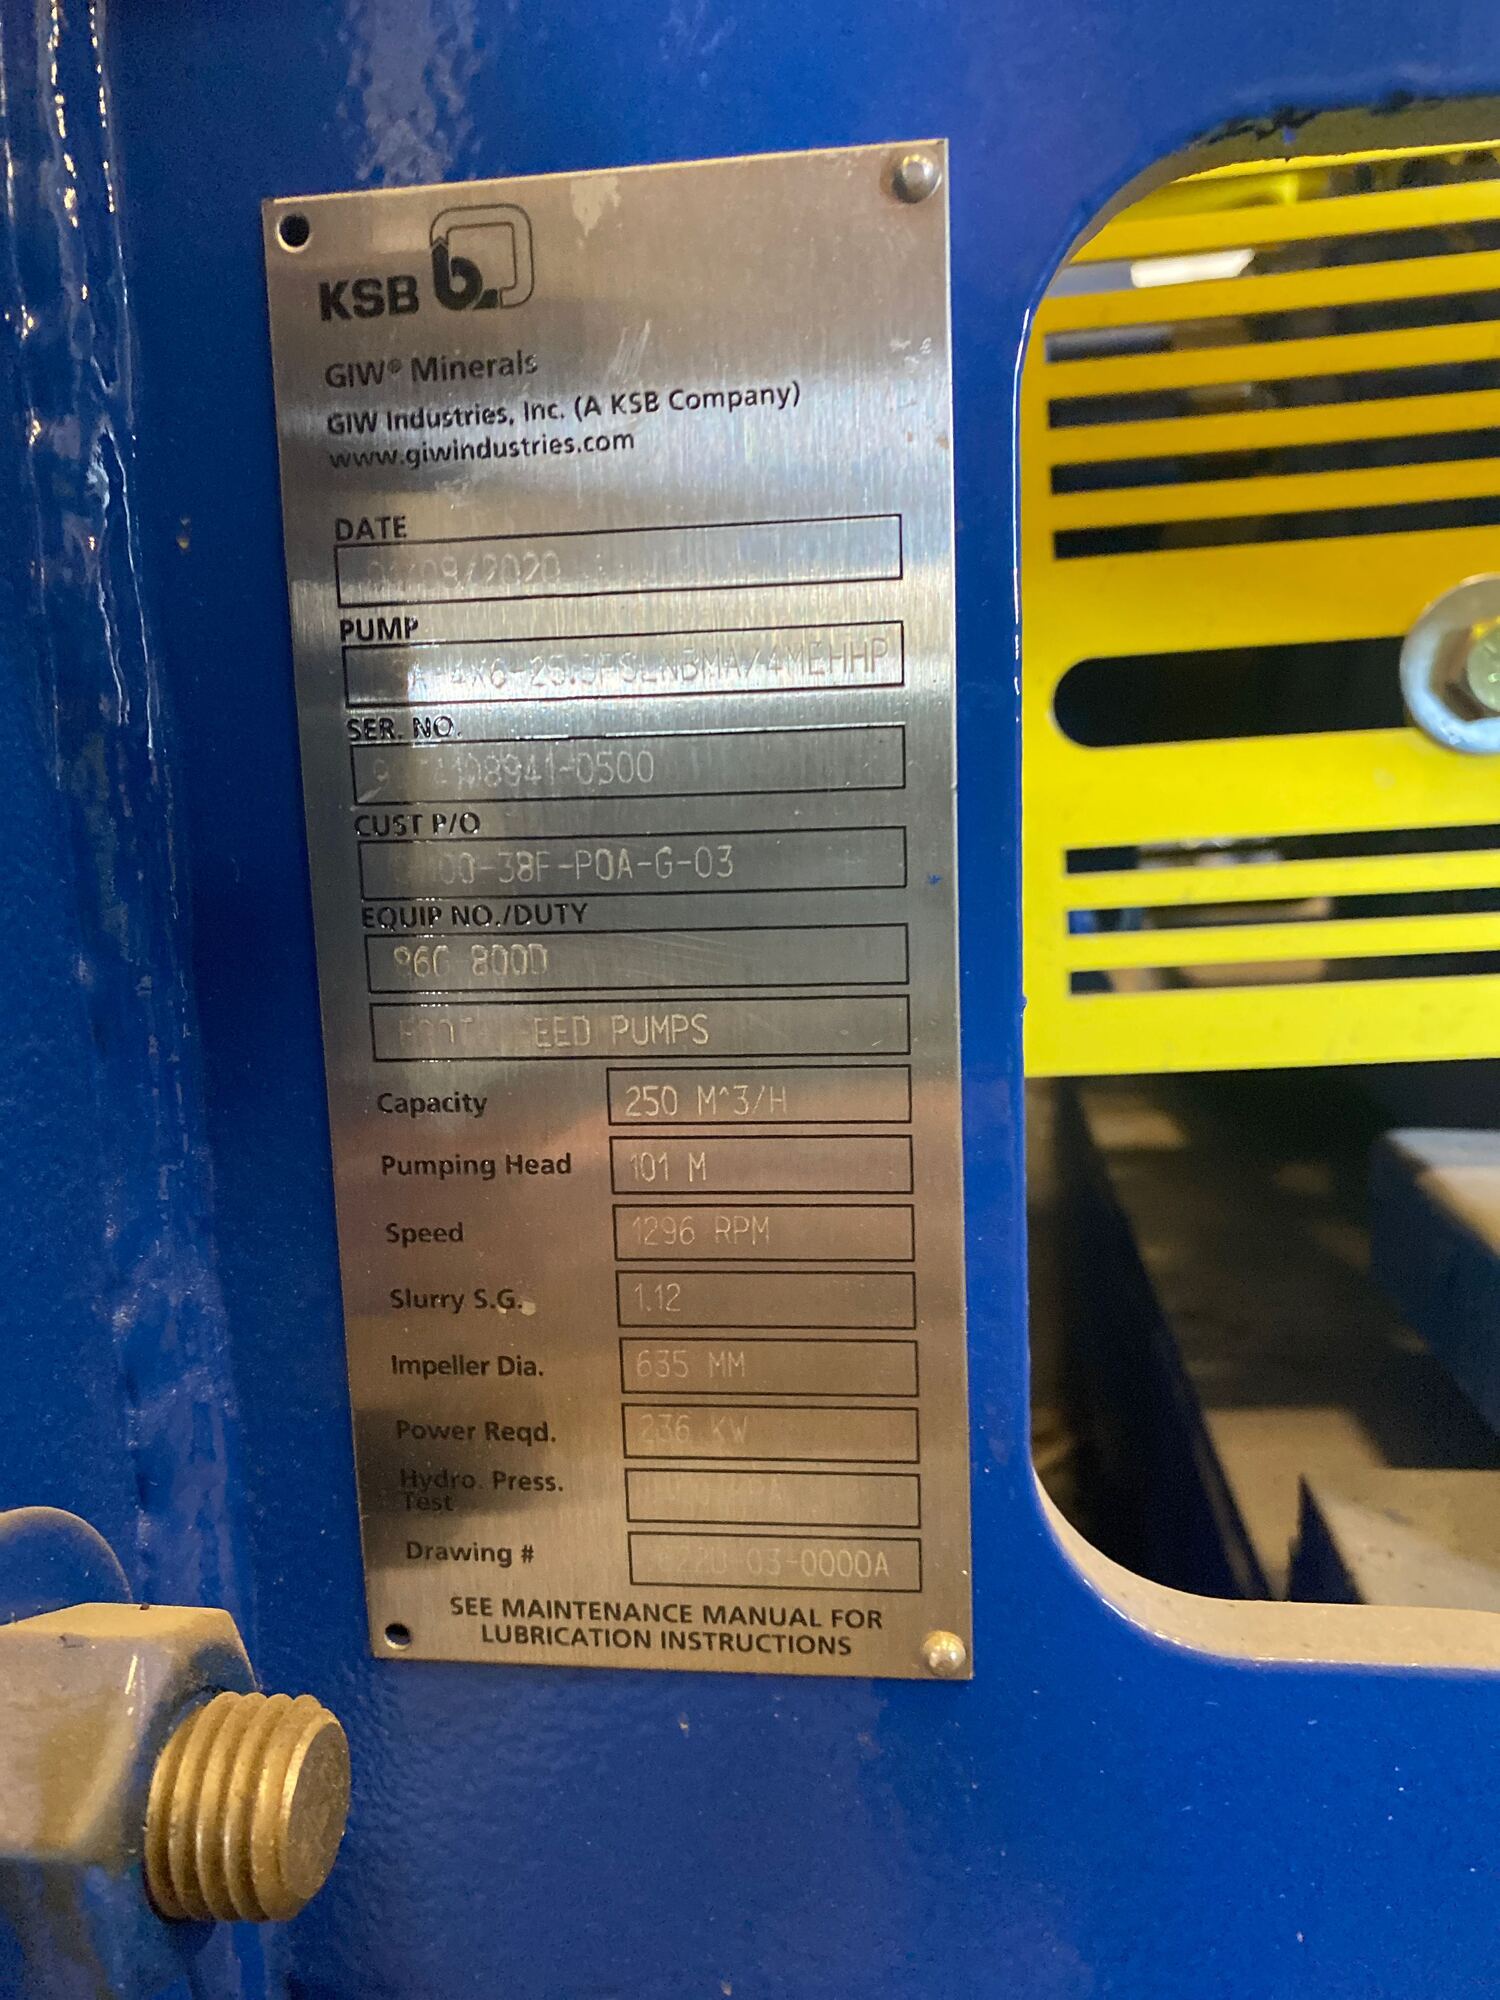 KSB
GIW® Minerals
GIW Industries, Inc. (A KSB Company)
www.giwindustries.com
DATE
PUMP
SER. NO.
CUST P/O
EQUIP NO./DUTY
800D
PUMPS
Capacity 250 M^3/H
Pumping Head 101 M
Speed 1296 RPM
Slurry S.G. 1.12
Impeller Dia. 635 MM
Power Reqd. 236 KW
Hydro. Press.
Test
Drawing #
SEE MAINTENANCE MANUAL FOR
LUBRICATION INSTRUCTIONS